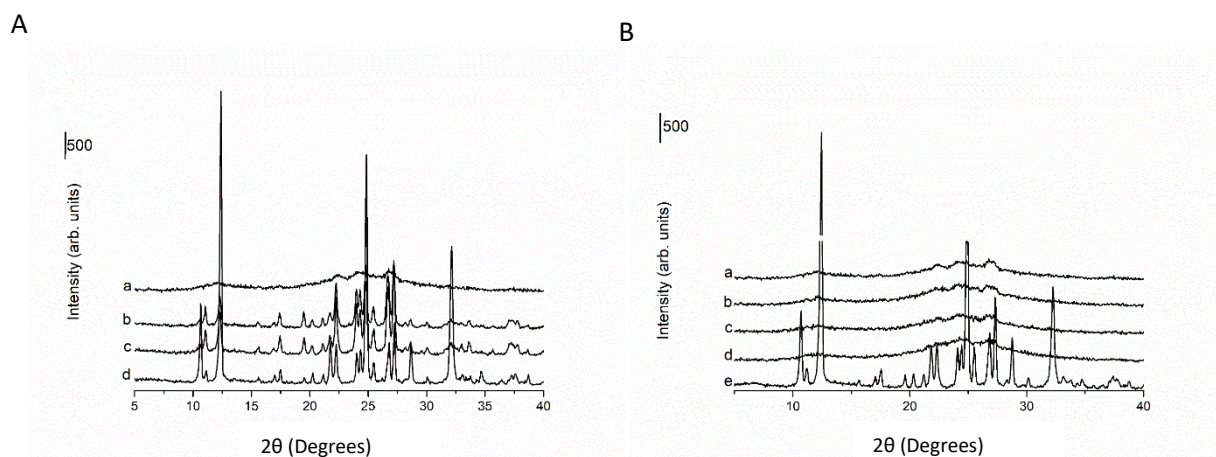 A
500
Intensity (arb. units)
a
b
c
d
5 10 15 20 25 30 35 40
2θ (Degrees)
B
500
Intensity (arb. units)
a
b
c
d
e
10 20 30 40
2θ (Degrees)